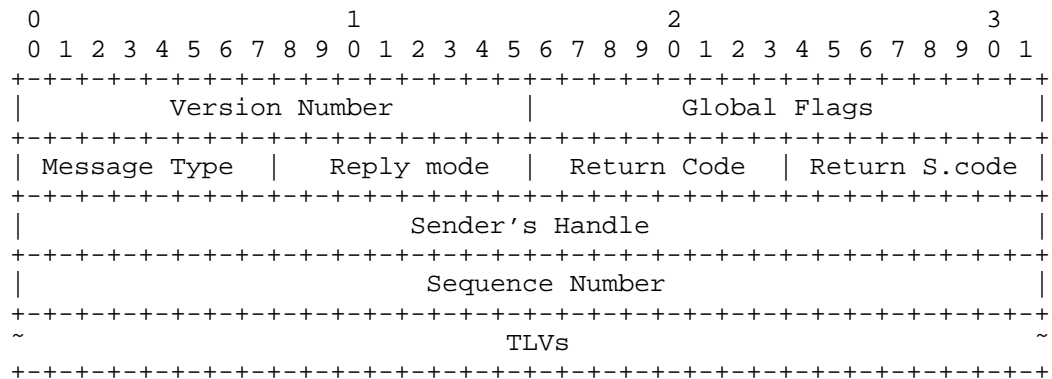 0                   1                   2                   3
0 1 2 3 4 5 6 7 8 9 0 1 2 3 4 5 6 7 8 9 0 1 2 3 4 5 6 7 8 9 0 1
+-+-+-+-+-+-+-+-+-+-+-+-+-+-+-+-+-+-+-+-+-+-+-+-+-+-+-+-+-+-+-+-+
|         Version Number        |         Global Flags          |
+-+-+-+-+-+-+-+-+-+-+-+-+-+-+-+-+-+-+-+-+-+-+-+-+-+-+-+-+-+-+-+-+
| Message Type  |   Reply mode  |  Return Code  | Return S.code |
+-+-+-+-+-+-+-+-+-+-+-+-+-+-+-+-+-+-+-+-+-+-+-+-+-+-+-+-+-+-+-+-+
|                        Sender’s Handle                        |
+-+-+-+-+-+-+-+-+-+-+-+-+-+-+-+-+-+-+-+-+-+-+-+-+-+-+-+-+-+-+-+-+
|                         Sequence Number                       |
+-+-+-+-+-+-+-+-+-+-+-+-+-+-+-+-+-+-+-+-+-+-+-+-+-+-+-+-+-+-+-+-+
~                              TLVs                             ~
+-+-+-+-+-+-+-+-+-+-+-+-+-+-+-+-+-+-+-+-+-+-+-+-+-+-+-+-+-+-+-+-+